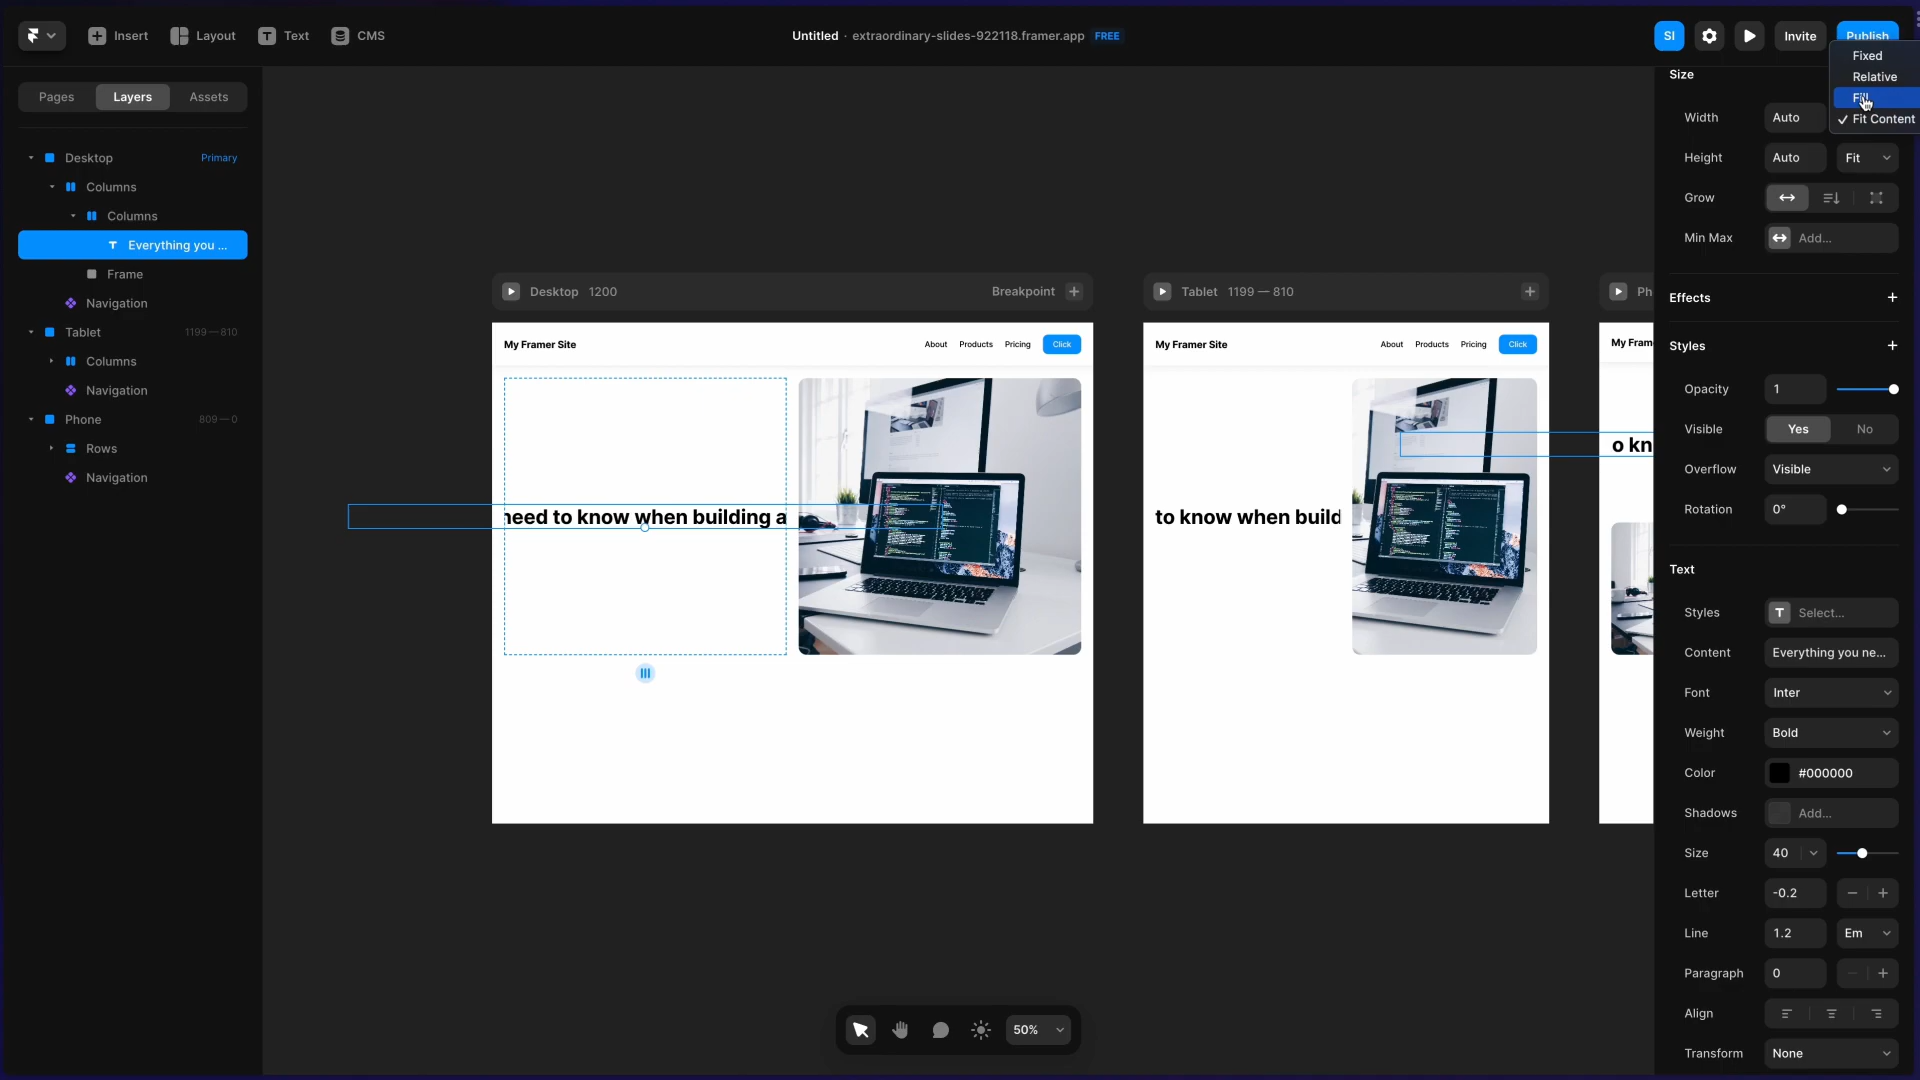 Insert
Layout
Text
CMS
Untitled · extraordinary-slides-922118.framer.app FREE
SI
Invite
Publish
Fixed
Relative
Fill
✓ Fit Content
Pages
Layers
Assets
Desktop Primary
Columns
Columns
Everything you ...
Frame
Navigation
Tablet 1199 — 810
Columns
Navigation
Phone 809 — 0
Rows
Navigation
Desktop 1200 Breakpoint
My Framer Site About Products Pricing Click
need to know when building a
Tablet 1199 — 810
My Framer Site About Products Pricing Click
to know when build
Ph
My Fram
o kn
50%
Size
Width Auto
Height Auto Fit
Grow
Min Max Add...
Effects
Styles
Opacity 1
Visible Yes No
Overflow Visible
Rotation 0°
Text
Styles T Select...
Content Everything you ne...
Font Inter
Weight Bold
Color #000000
Shadows Add...
Size 40
Letter -0.2
Line 1.2 Em
Paragraph 0
Align
Transform None